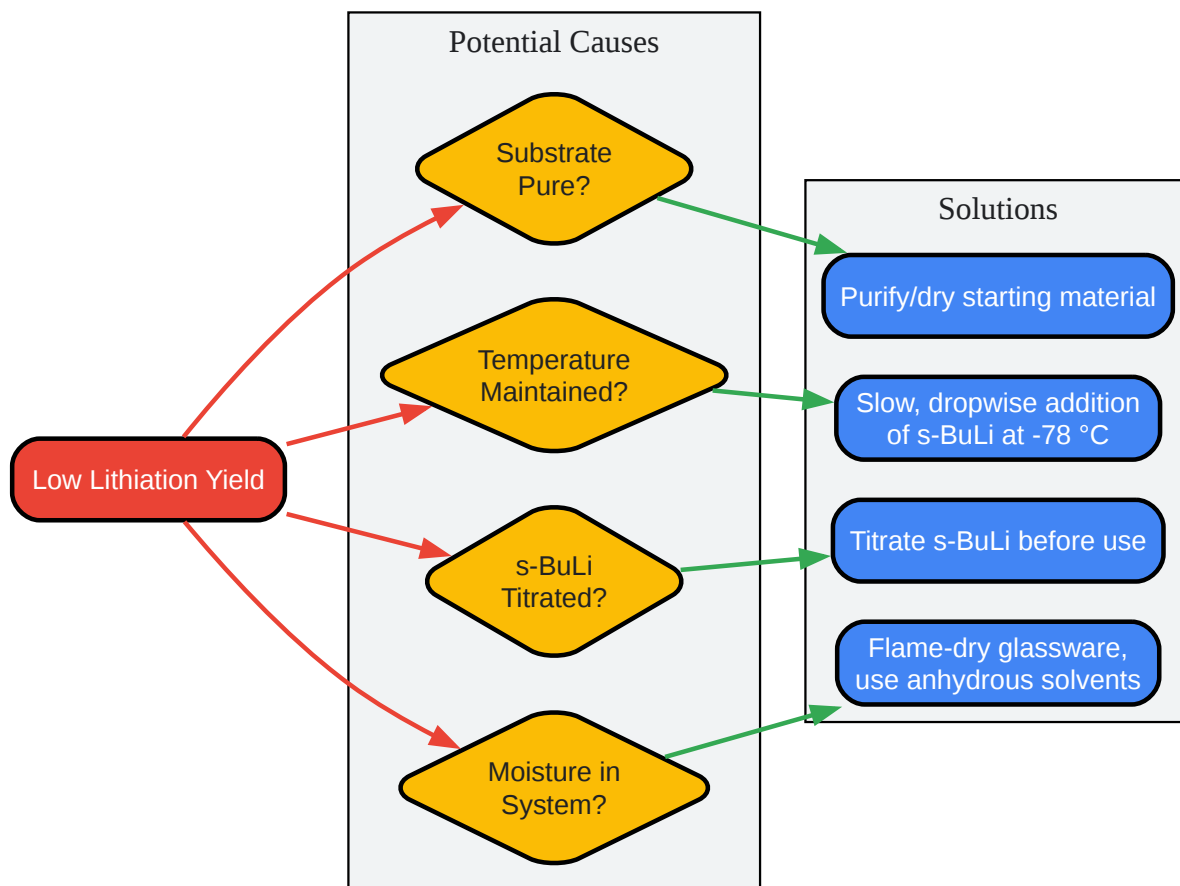 Potential Causes
Substrate
Pure?
Temperature
Maintained?
s-BuLi
Titrated?
Moisture in
System?
Low Lithiation Yield
Solutions
Purify/dry starting material
Slow, dropwise addition
of s-BuLi at -78 °C
Titrate s-BuLi before use
Flame-dry glassware,
use anhydrous solvents